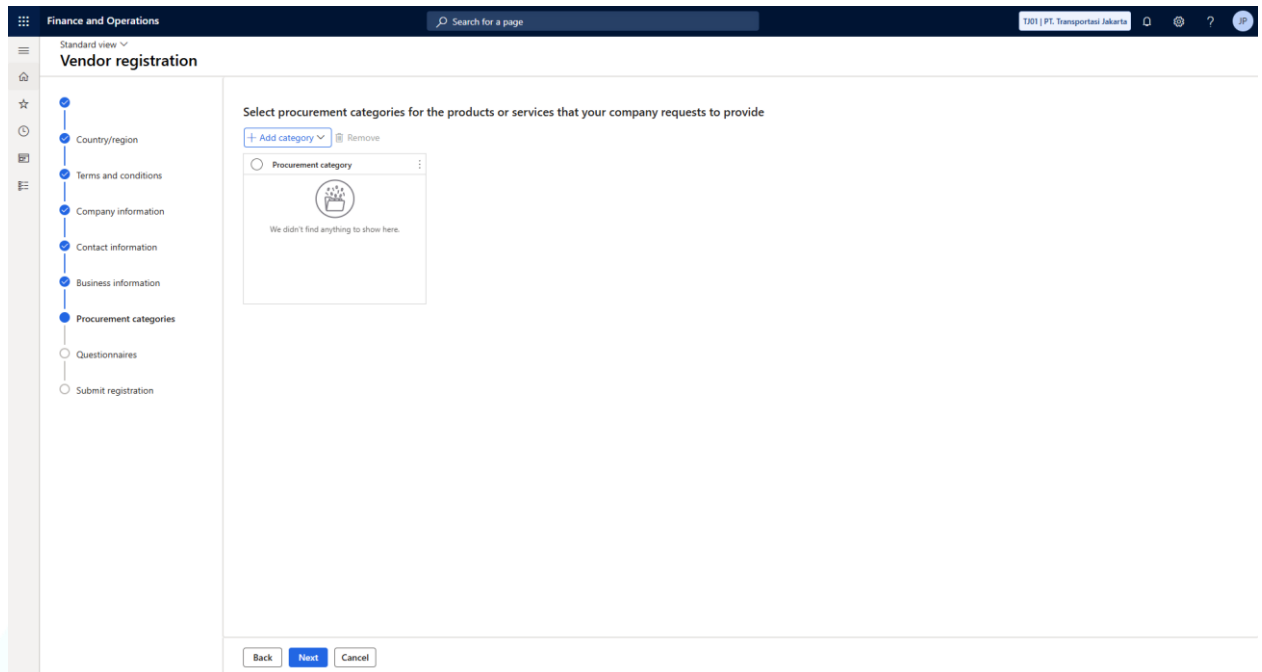 Finance and Operations
Search for a page
TJ01 | PT. Transportasi Jakarta
?
JP
Standard view
Vendor registration
Country/region
Terms and conditions
Company information
Contact information
Business information
Procurement categories
Questionnaires
Submit registration
Select procurement categories for the products or services that your company requests to provide
+ Add category
Remove
Procurement category
We didn't find anything to show here.
Back
Next
Cancel